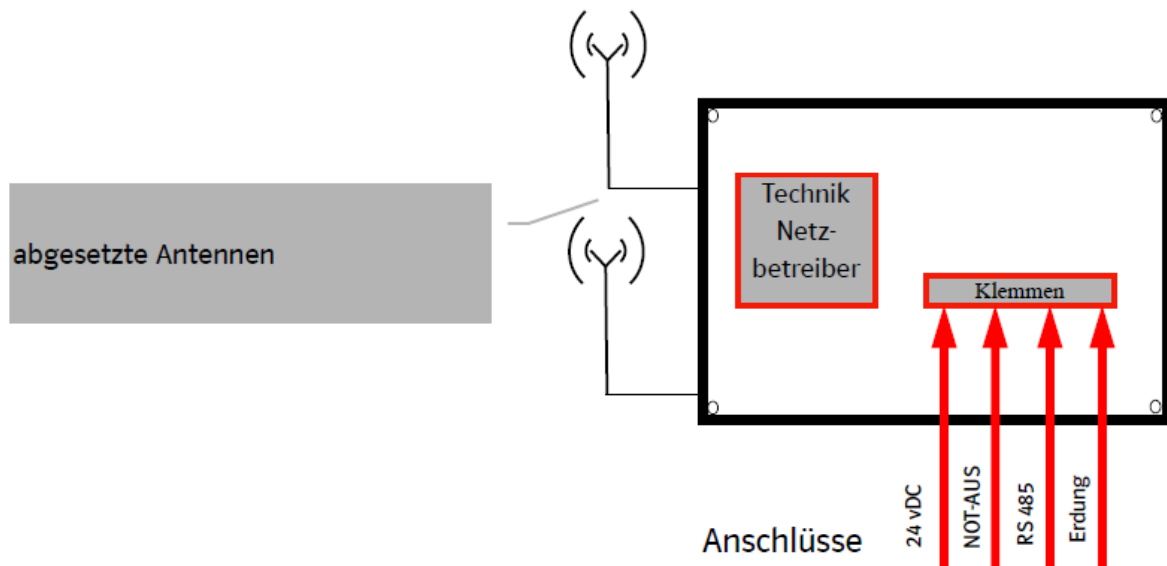 abgesetzte Antennen
Technik
Netz-
betreiber
Klemmen
24 vDC
NOT-AUS
RS 485
Erdung
Anschlüsse